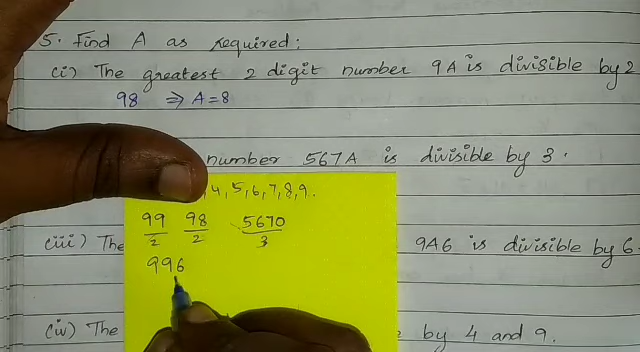 5. Find A as required:
(i) The greatest 2 digit number 9A is divisible by 2
98 ⇒ A=8
number 567A is divisible by 3.
4, 5, 6, 7, 8, 9..
99/2 98/2 5670/3
(iii) The 9A6 is divisible by 6.
996
(iv) The by 4 and 9.